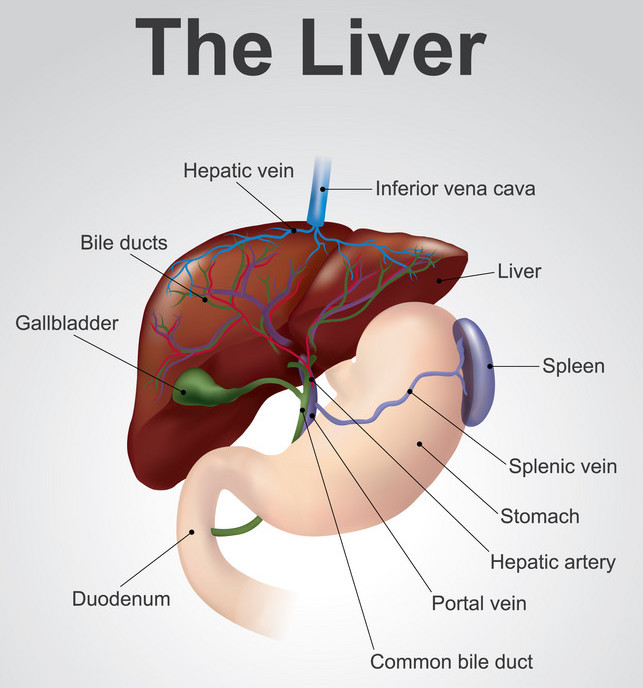 The Liver
Hepatic vein
Inferior vena cava
Bile ducts
Liver
Gallbladder
Spleen
Splenic vein
Stomach
Hepatic artery
Duodenum
Portal vein
Common bile duct